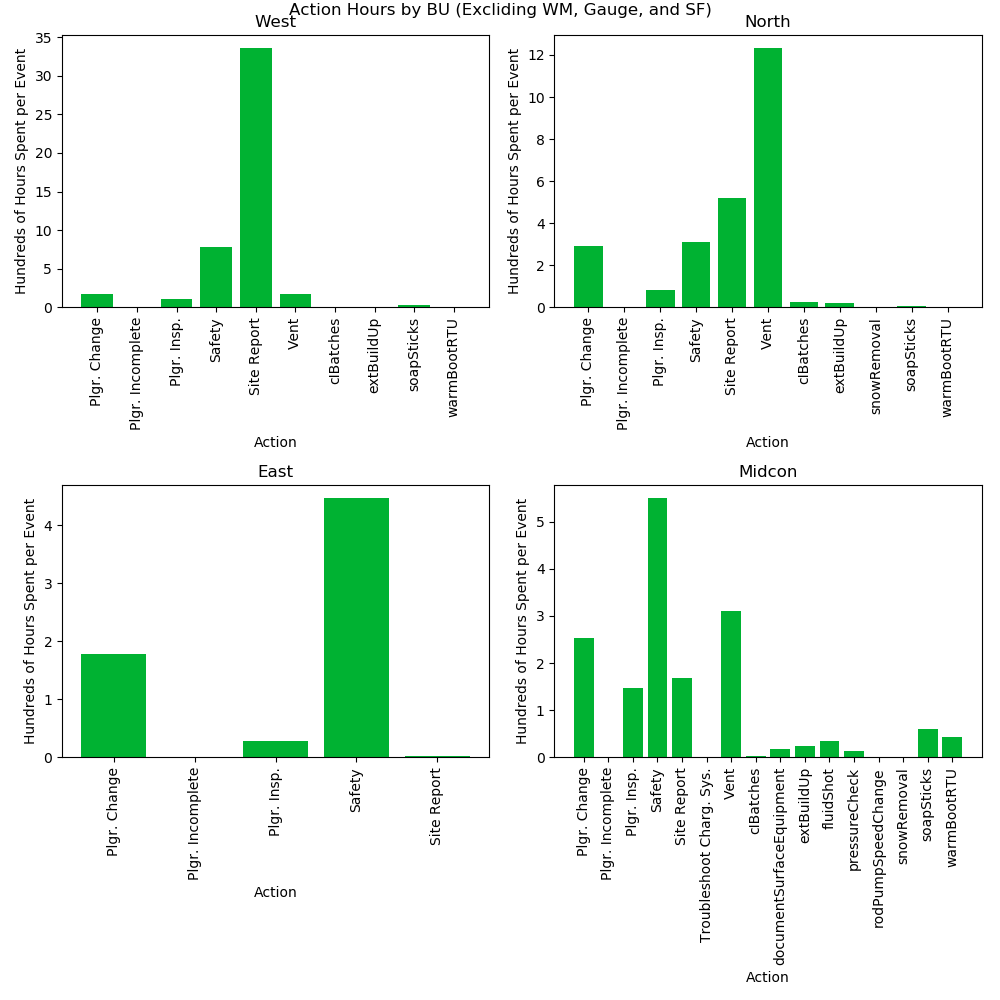 Action Hours by BU (Excliding WM, Gauge, and SF)
West
Hundreds of Hours Spent per Event
35
30
25
20
15
10
5
0
Plgr. Change
Plgr. Incomplete
Plgr. Insp.
Safety
Site Report
Vent
clBatches
extBuildUp
soapSticks
warmBootRTU
Action
North
Hundreds of Hours Spent per Event
12
10
8
6
4
2
0
Plgr. Change
Plgr. Incomplete
Plgr. Insp.
Safety
Site Report
Vent
clBatches
extBuildUp
snowRemoval
soapSticks
warmBootRTU
Action
East
Hundreds of Hours Spent per Event
4
3
2
1
0
Plgr. Change
Plgr. Incomplete
Plgr. Insp.
Safety
Site Report
Action
Midcon
Hundreds of Hours Spent per Event
5
4
3
2
1
0
Plgr. Change
Plgr. Incomplete
Plgr. Insp.
Safety
Site Report
Troubleshoot Charg. Sys.
Vent
clBatches
documentSurfaceEquipment
extBuildUp
fluidShot
pressureCheck
rodPumpSpeedChange
snowRemoval
soapSticks
warmBootRTU
Action